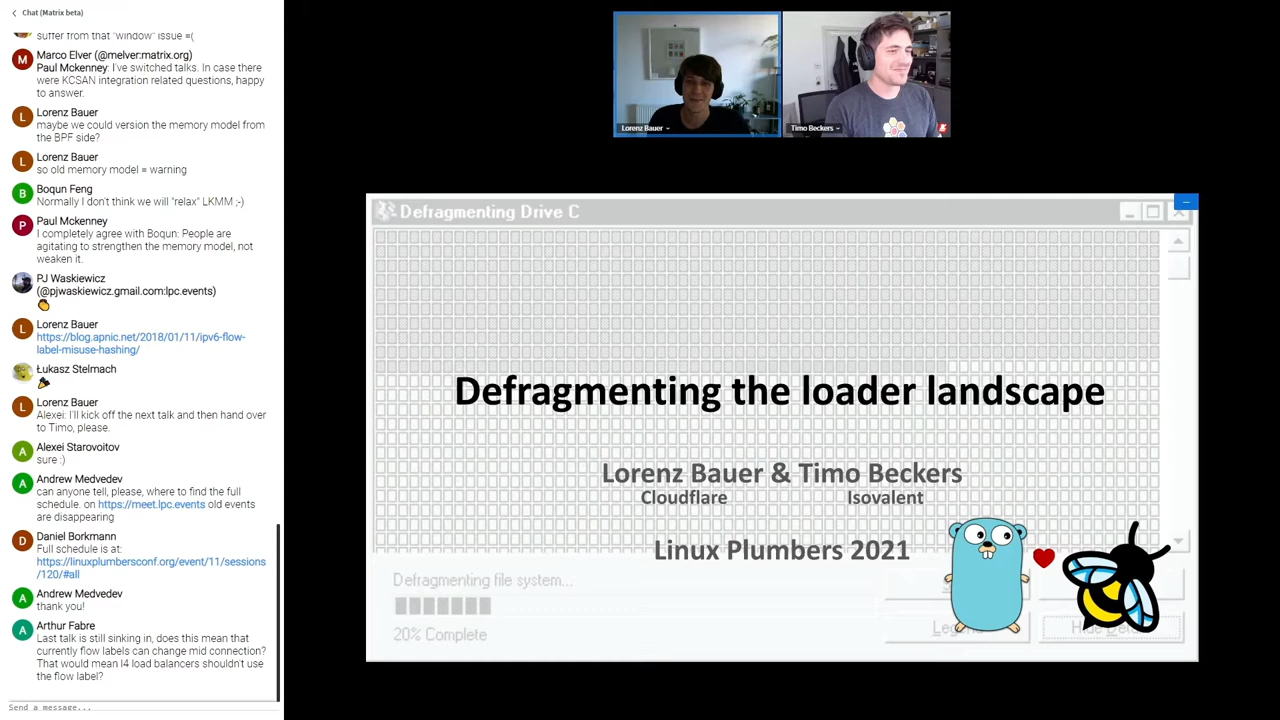 Chat (Matrix beta)
suffer from that "window" issue =(
M
Marco Elver (@melver:matrix.org)
Paul Mckenney: I've switched talks. In case there
were KCSAN integration related questions, happy
to answer.
L
Lorenz Bauer
maybe we could version the memory model from
the BPF side?
L
Lorenz Bauer
so old memory model = warning
B
Boqun Feng
Normally I don't think we will "relax" LKMM ;-)
P
Paul Mckenney
I completely agree with Boqun: People are
agitating to strengthen the memory model, not
weaken it.
PJ Waskiewicz
(@pjwaskiewicz.gmail.com:lpc.events)
L
Lorenz Bauer
https://blog.apnic.net/2018/01/11/ipv6-flow-
label-misuse-hashing/
Łukasz Stelmach
L
Lorenz Bauer
Alexei: I'll kick off the next talk and then hand over
to Timo, please.
A
Alexei Starovoitov
sure :)
A
Andrew Medvedev
can anyone tell, please, where to find the full
schedule. on https://meet.lpc.events old events
are disappearing
D
Daniel Borkmann
Full schedule is at:
https://linuxplumbersconf.org/event/11/sessions
/120/#all
A
Andrew Medvedev
thank you!
A
Arthur Fabre
Last talk is still sinking in, does this mean that
currently flow labels can change mid connection?
That would mean l4 load balancers shouldn't use
the flow label?
Send a message...
Lorenz Bauer
Timo Beckers
Defragmenting Drive C
Defragmenting the loader landscape
Lorenz Bauer & Timo Beckers
Cloudflare Isovalent
Linux Plumbers 2021
Defragmenting file system...
20% Complete
Legend
Hide Details